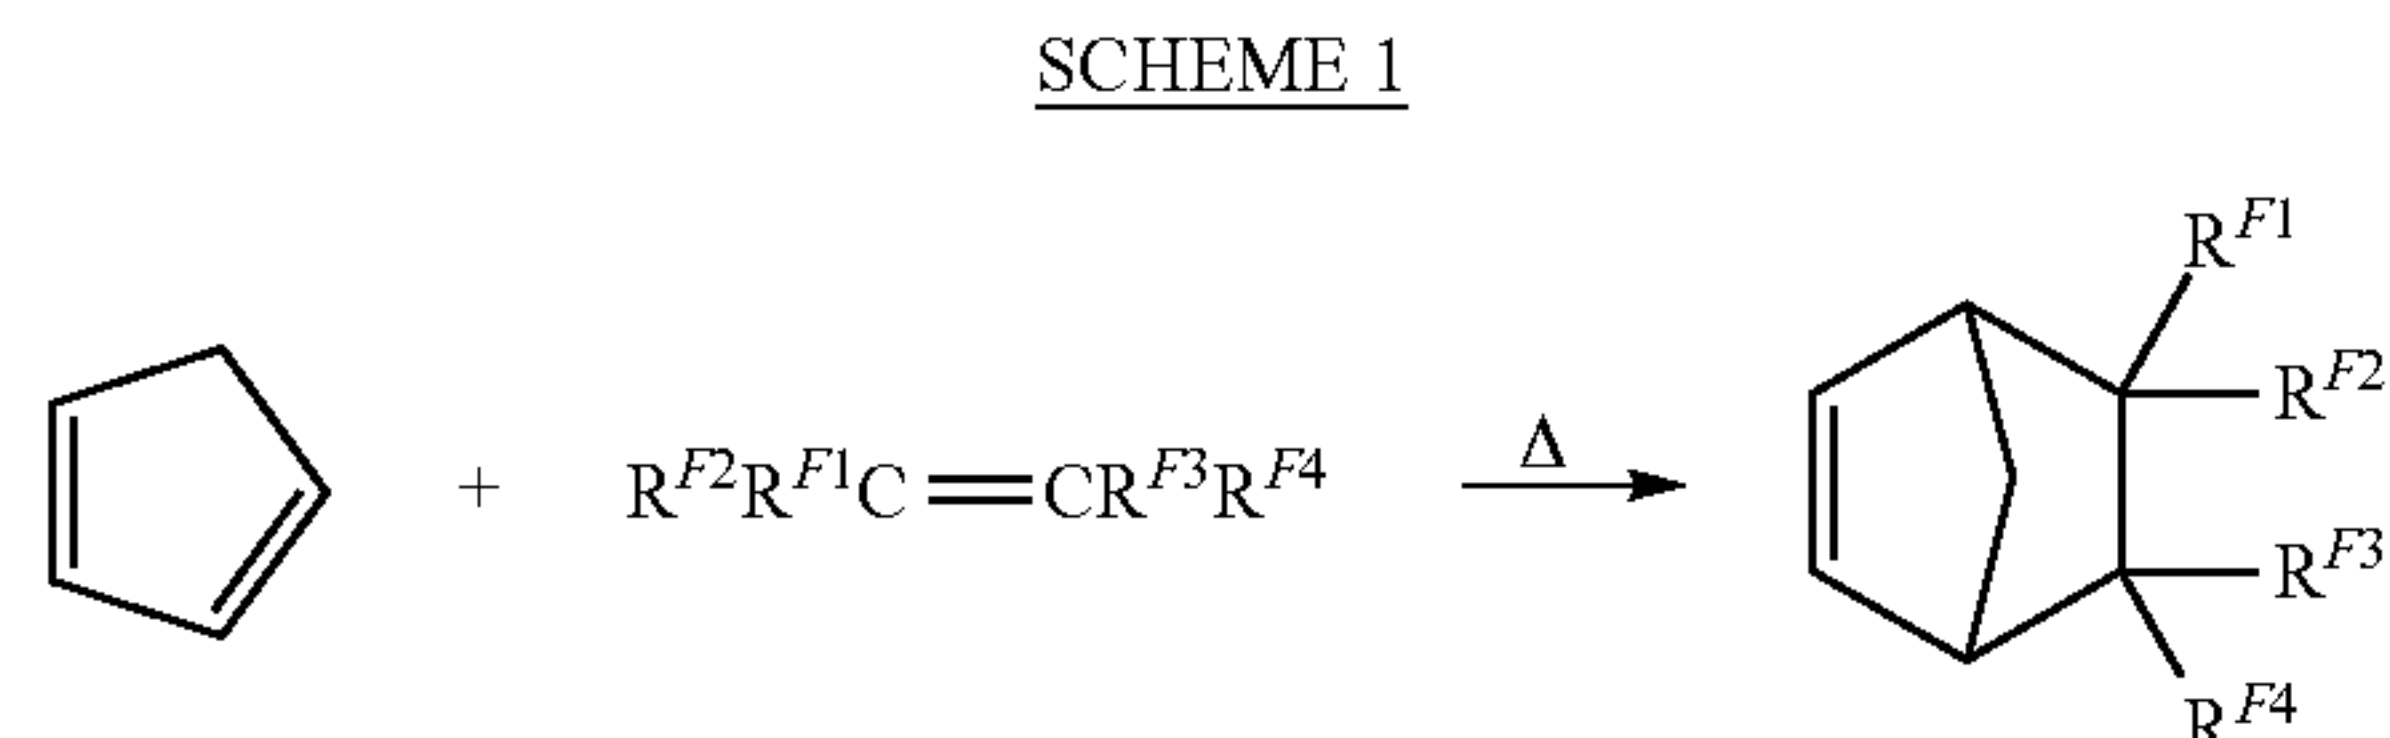 SCHEME 1
R^F1
R^F2
+ R^F2R^F1C=CR^F3R^F4 Δ
R^F3
R^F4